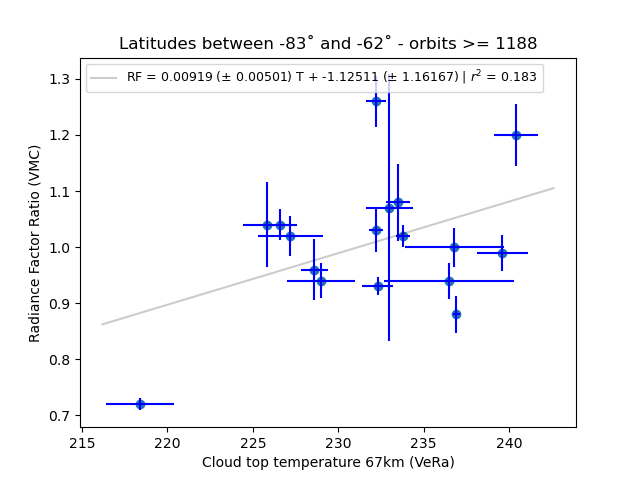 Latitudes between -83˚ and -62˚ - orbits >= 1188
RF = 0.00919 (± 0.00501) T + -1.12511 (± 1.16167) | r² = 0.183
Radiance Factor Ratio (VMC)
1.3
1.2
1.1
1.0
0.9
0.8
0.7
215 220 225 230 235 240
Cloud top temperature 67km (VeRa)